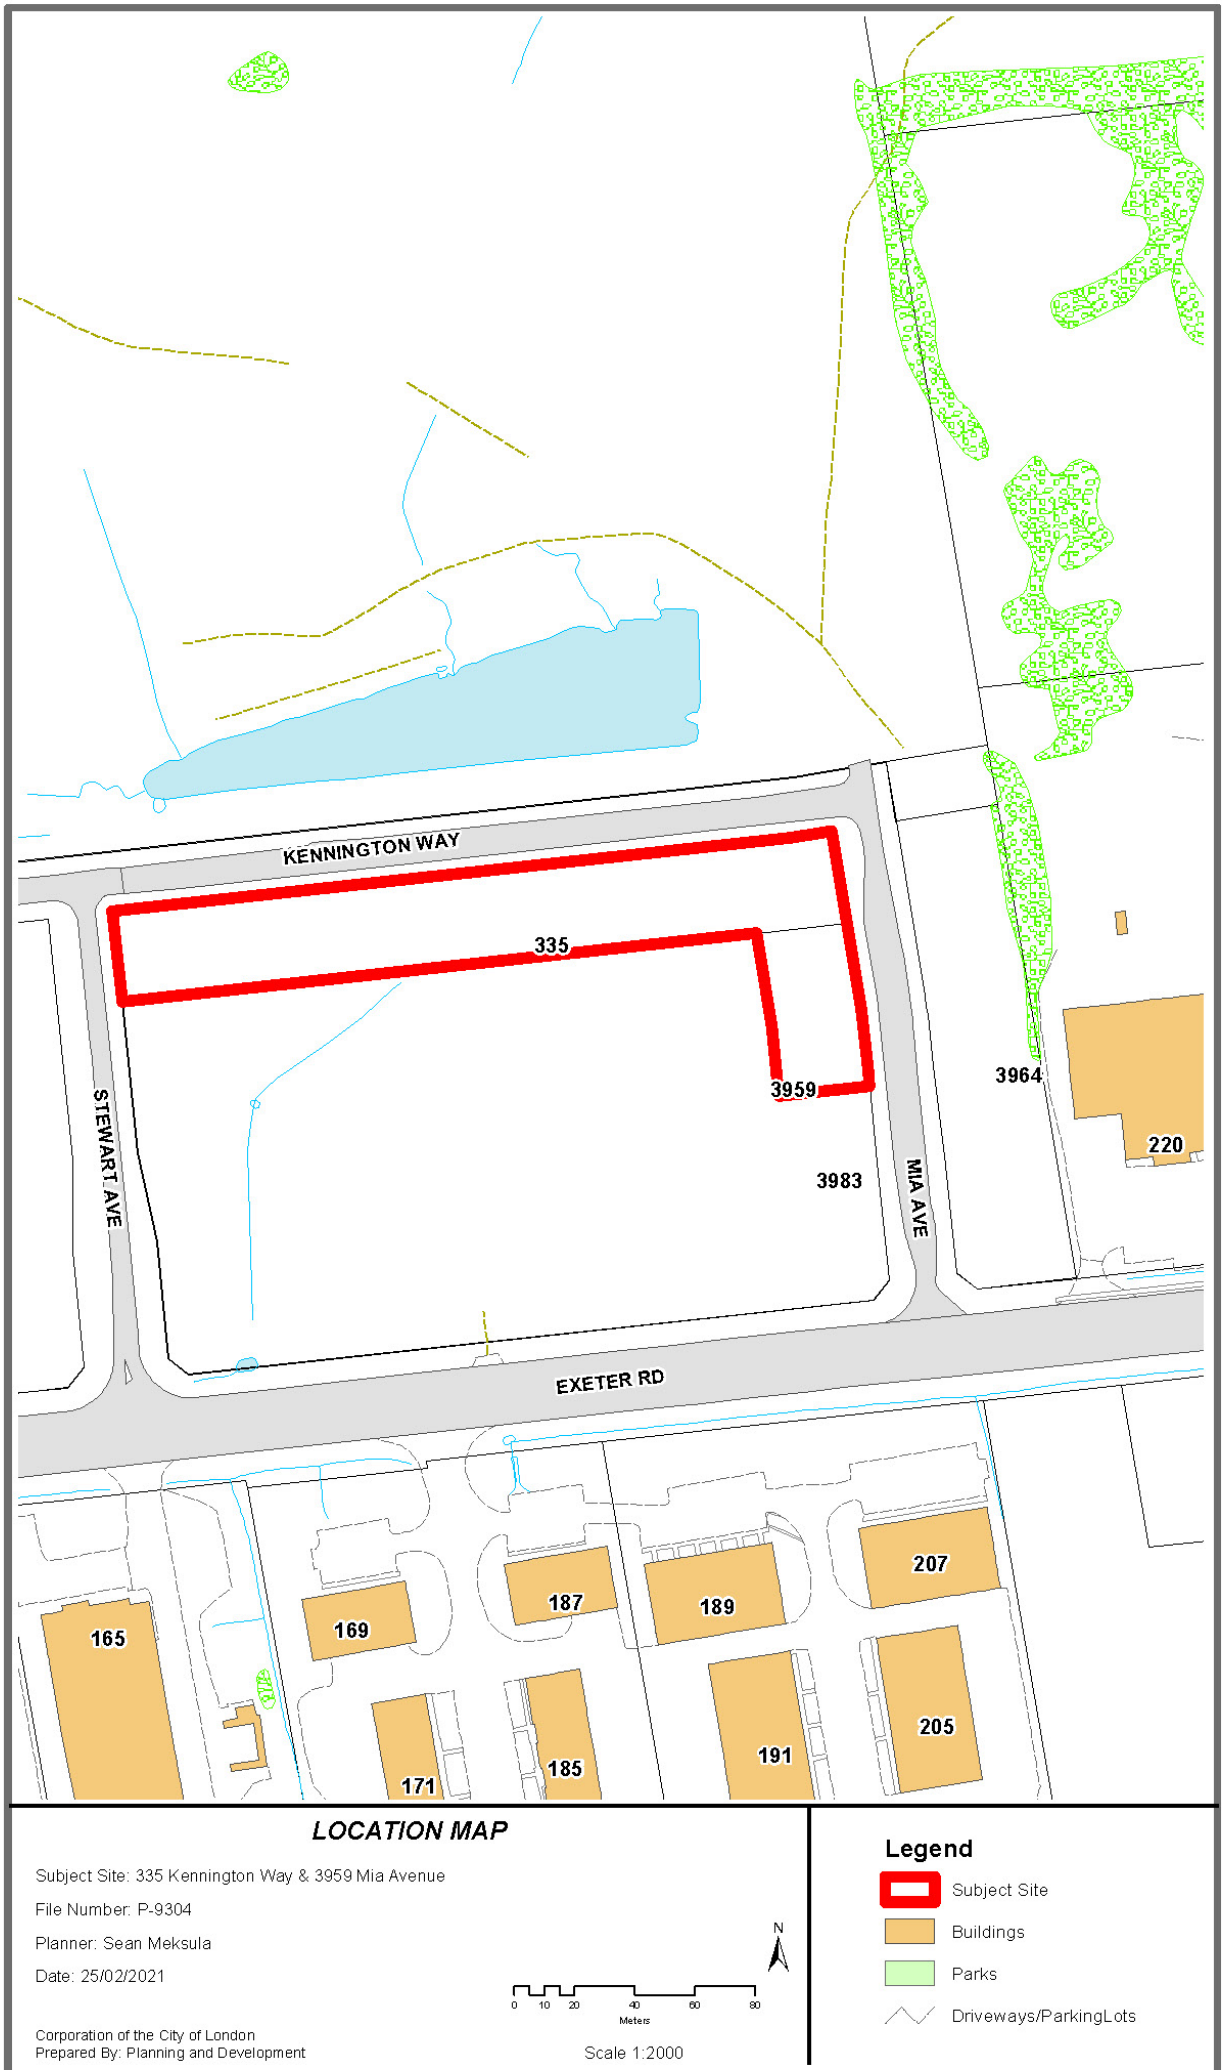 KENNINGTON WAY
335
STEWART AVE
3959
3964
220
3983
MIA AVE
EXETER RD
207
187
189
169
165
205
191
185
171
LOCATION MAP
Subject Site: 335 Kennington Way & 3959 Mia Avenue
File Number: P-9304
Planner: Sean Meksula
Date: 25/02/2021
Corporation of the City of London
Prepared By: Planning and Development
N
0 10 20 40 60 80
Meters
Scale 1:2000
Legend
Subject Site
Buildings
Parks
Driveways/ParkingLots